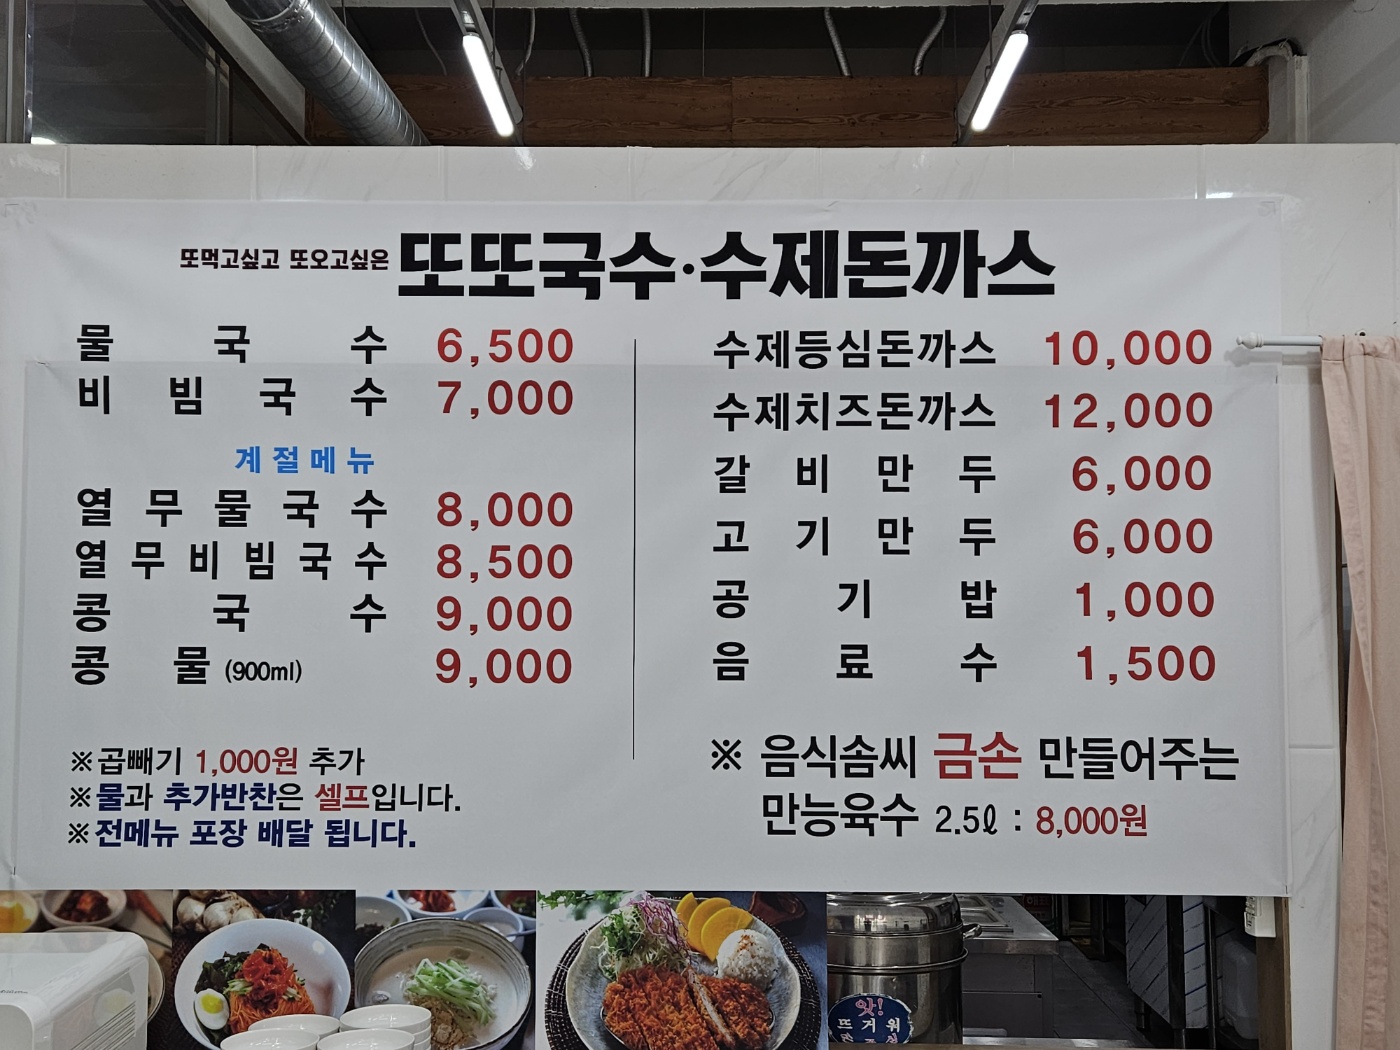 또먹고싶고 또오고싶은 또또국수·수제돈까스
물국수 6,500
비빔국수 7,000
계절메뉴
열무물국수 8,000
열무비빔국수 8,500
콩국수 9,000
콩물 (900ml) 9,000
※곱빼기 1,000원 추가
※물과 추가반찬은 셀프입니다.
※전메뉴 포장 배달 됩니다.
수제등심돈까스 10,000
수제치즈돈까스 12,000
갈비만두 6,000
고기만두 6,000
공기밥 1,000
음료수 1,500
※ 음식솜씨 금손 만들어주는
만능육수 2.5ℓ : 8,000원
앗!
뜨거워